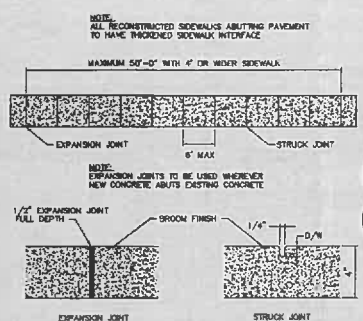 NOTE:
ALL RECONSTRUCTED SIDEWALKS ABUTTING PAVEMENT
TO HAVE THICKENED SIDEWALK INTERFACE
MAXIMUM 50'-0" WITH 4' OR WIDER SIDEWALK
EXPANSION JOINT
6' MAX
STRUCK JOINT
NOTE:
EXPANSION JOINTS TO BE USED WHEREVER
NEW CONCRETE ABUTS EXISTING CONCRETE
1/2" EXPANSION JOINT
FULL DEPTH
BROOM FINISH
1/4"
D/4
EXPANSION JOINT
STRUCK JOINT